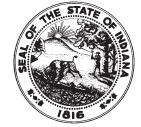 SEAL OF THE STATE OF INDIANA
1816